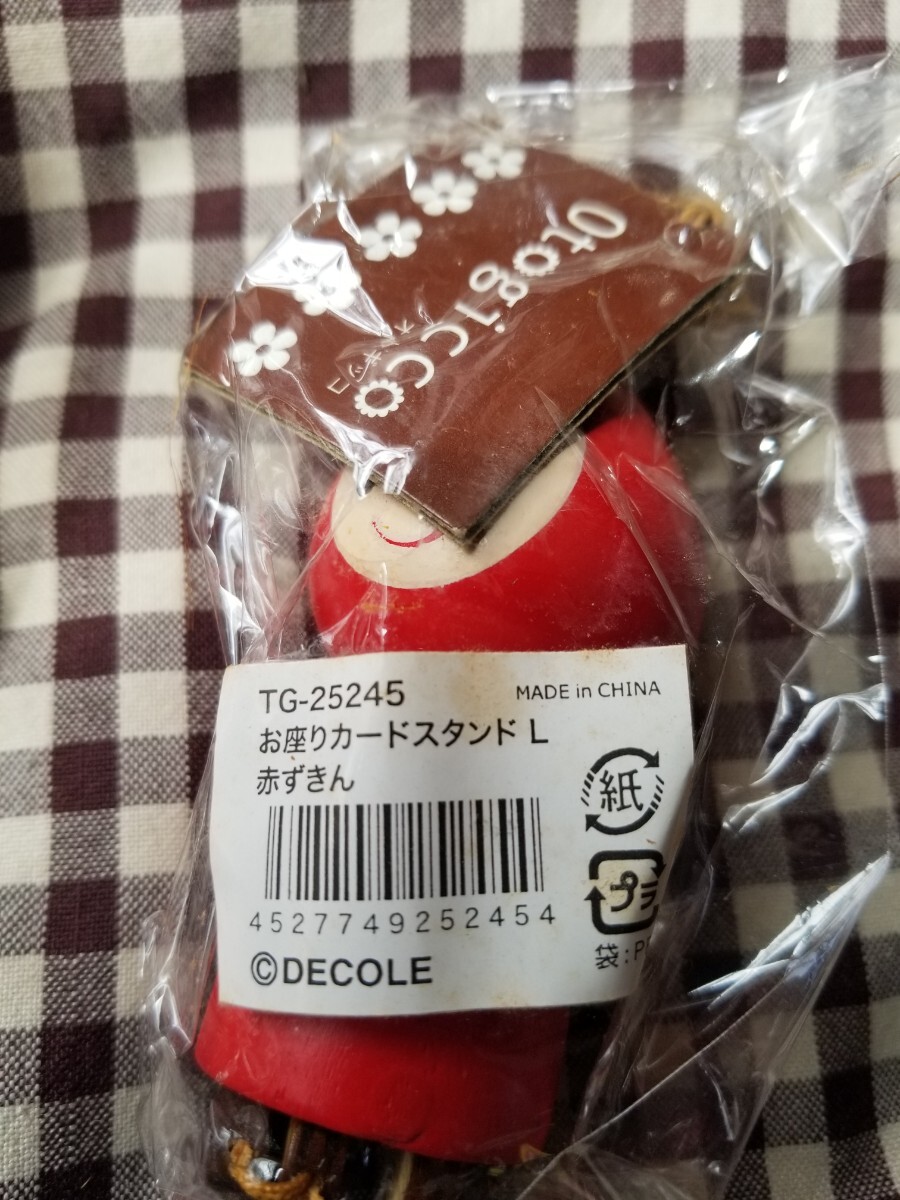 Otogicco
TG-25245
MADE in CHINA
お座りカードスタンド L
赤ずきん
紙
プラ
4527749252454
袋:P
©DECOLE